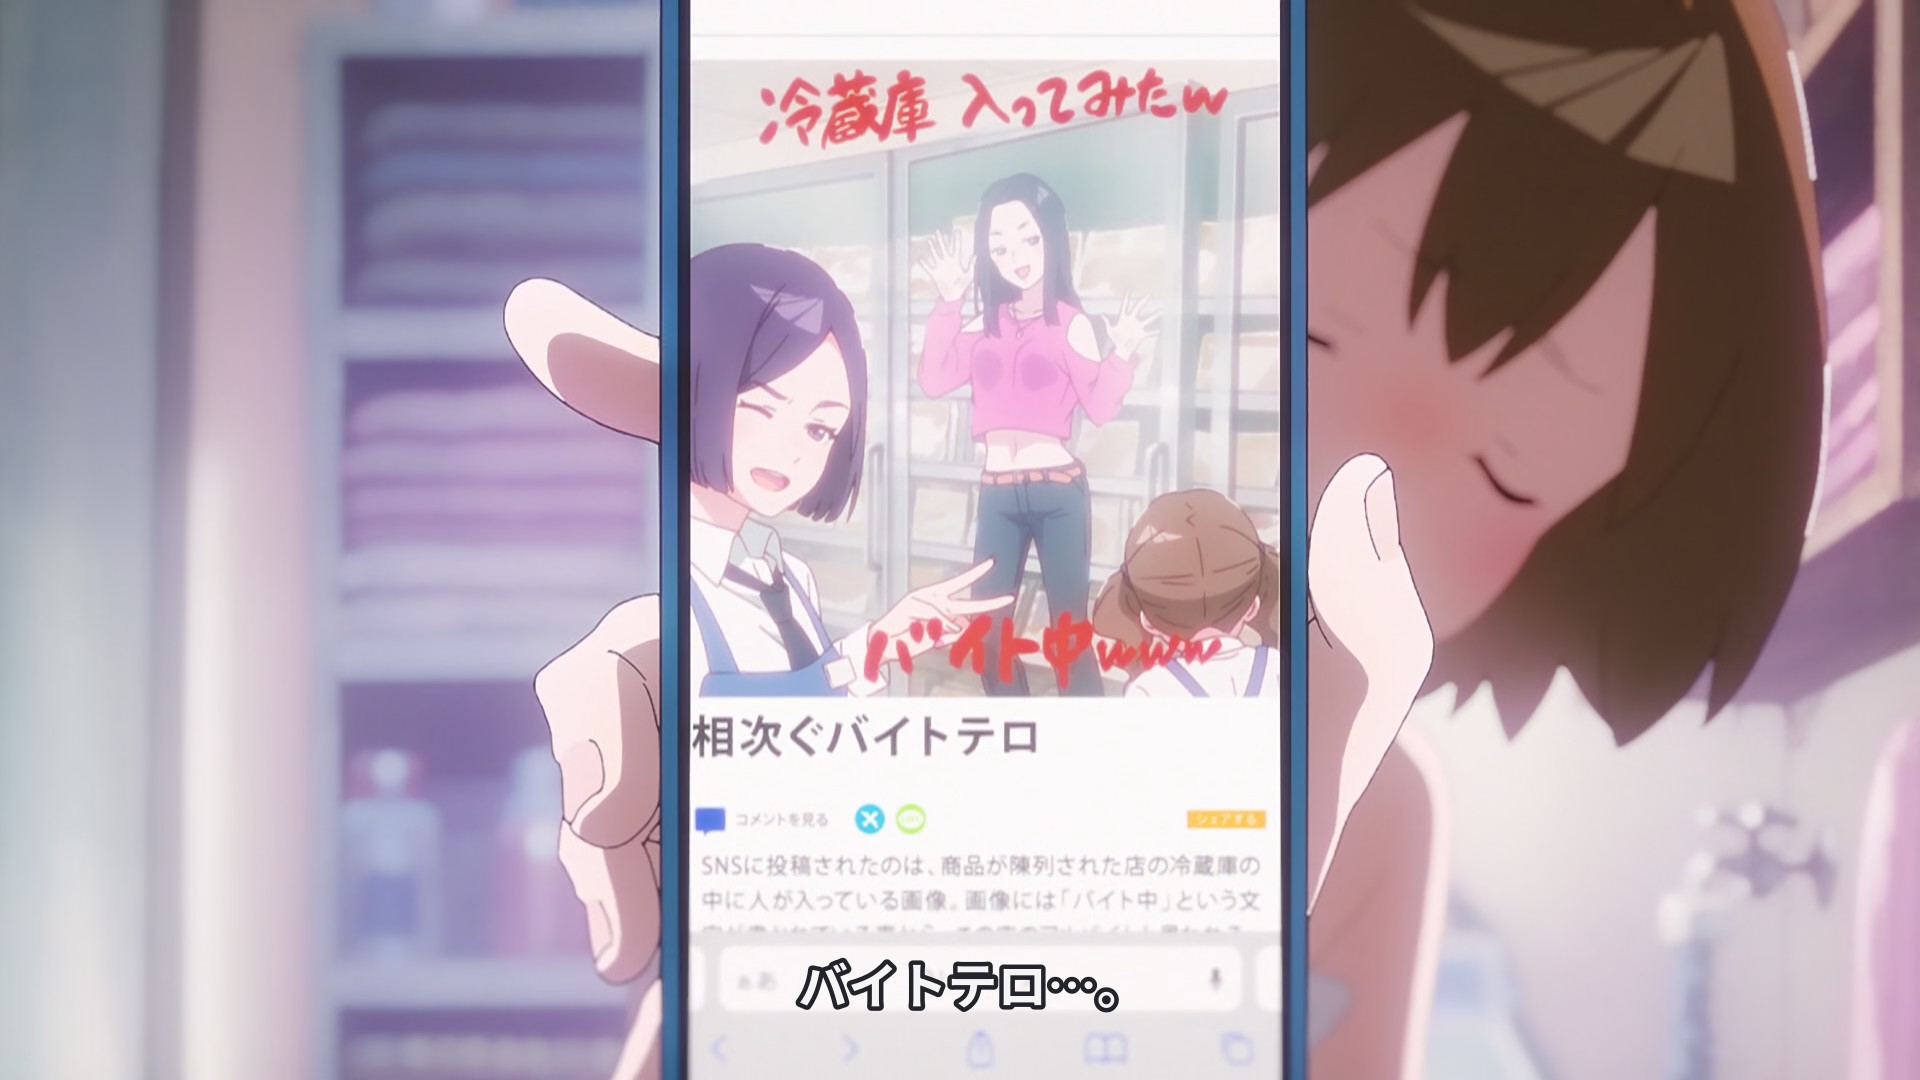 冷蔵庫 入ってみたw
バイト中www
相次ぐバイトテロ
コメントを見る
シェアする
SNSに投稿されたのは、商品が陳列された店の冷蔵庫の
中に人が入っている画像。画像には「バイト中」という文
バイトテロ…。